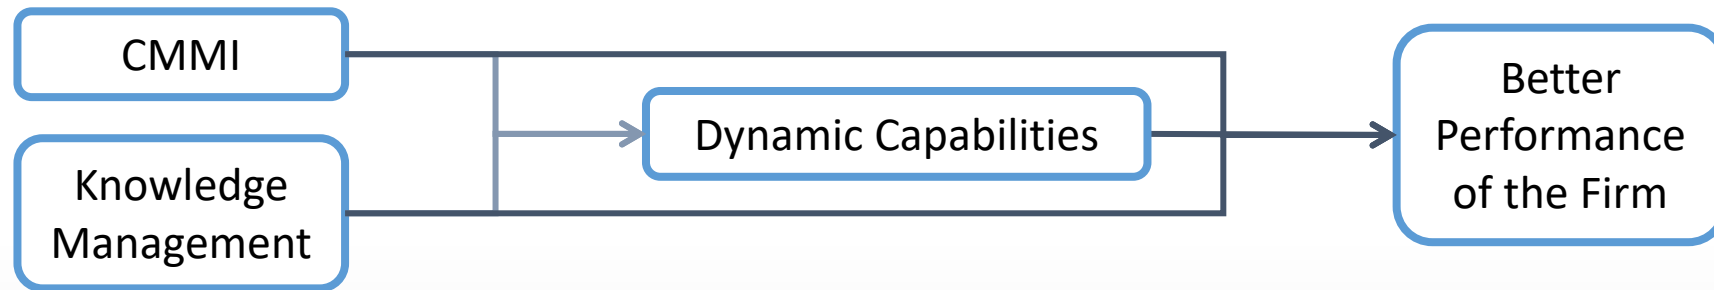 CMMI
Knowledge
Management
Dynamic Capabilities
Better
Performance
of the Firm